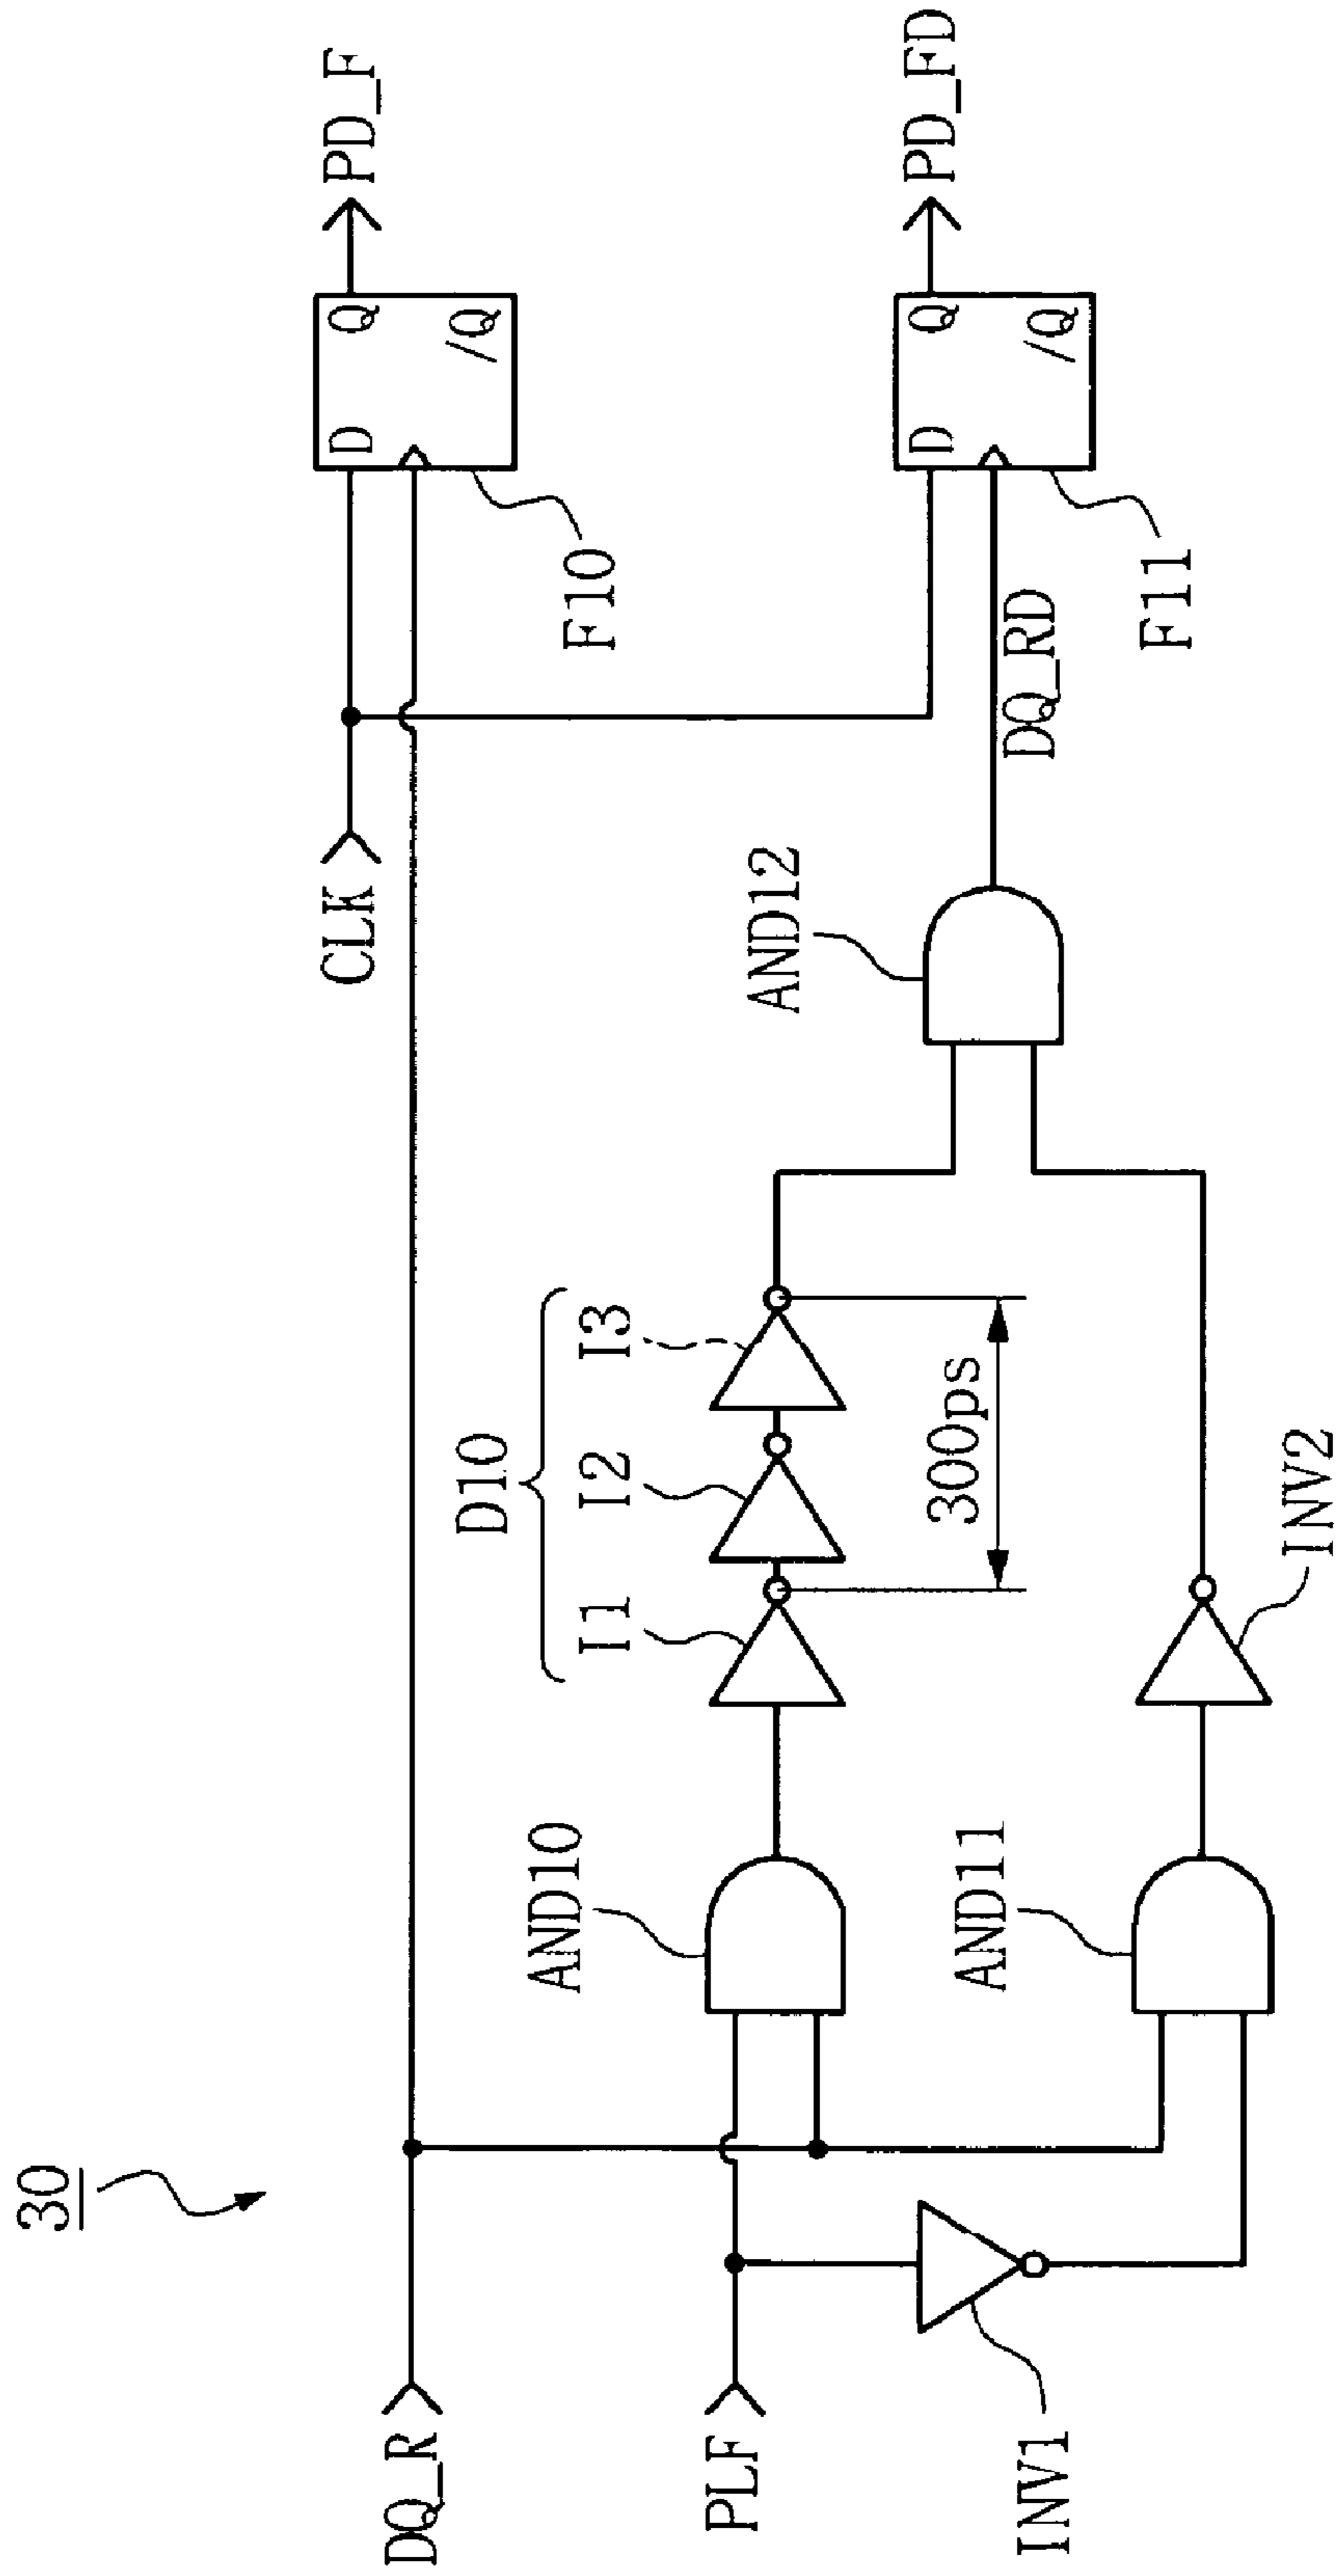 30
DQ_R
PLF
INV1
AND10
AND11
D10
I1
I2
I3
300ps
INV2
AND12
CLK
DQ_RD
F10
D
Q
/Q
PD_F
F11
D
Q
/Q
PD_FD